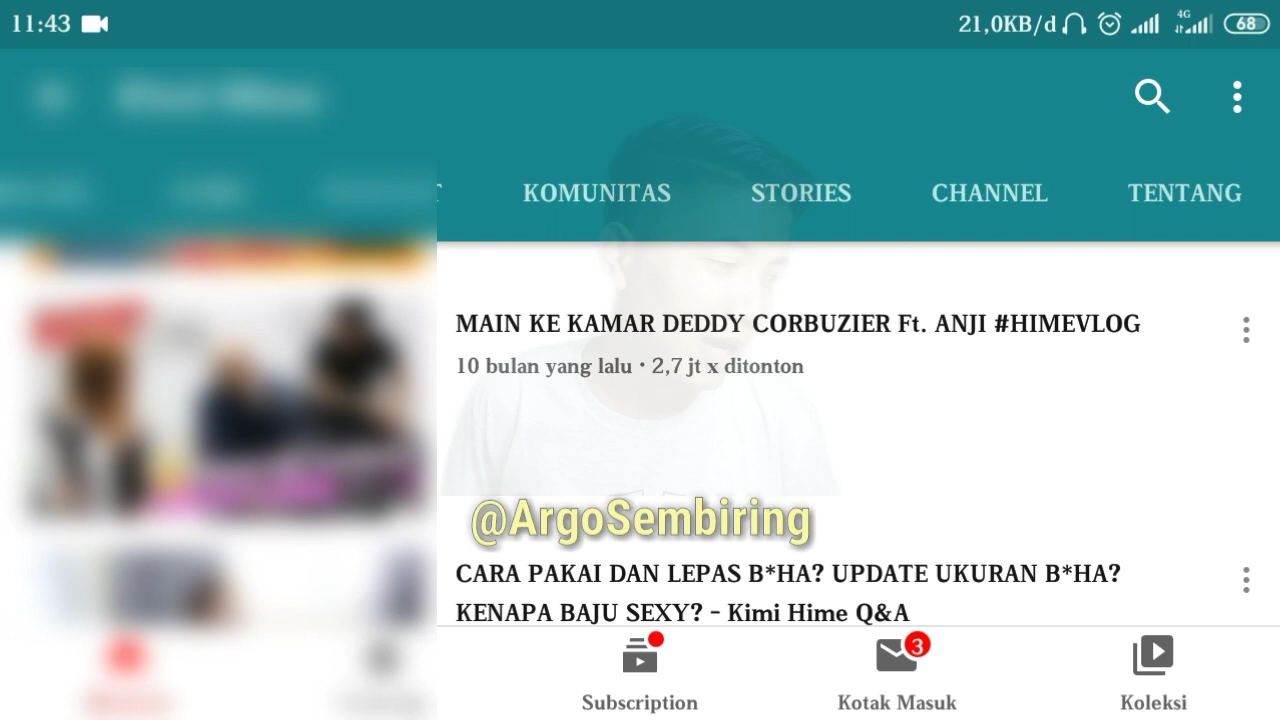 11:43
21,0KB/d
4G
68
KOMUNITAS STORIES CHANNEL TENTANG
MAIN KE KAMAR DEDDY CORBUZIER Ft. ANJI #HIMEVLOG
10 bulan yang lalu • 2,7 jt x ditonton
@ArgoSembiring
CARA PAKAI DAN LEPAS B*HA? UPDATE UKURAN B*HA?
KENAPA BAJU SEXY? - Kimi Hime Q&A
3
Subscription Kotak Masuk Koleksi